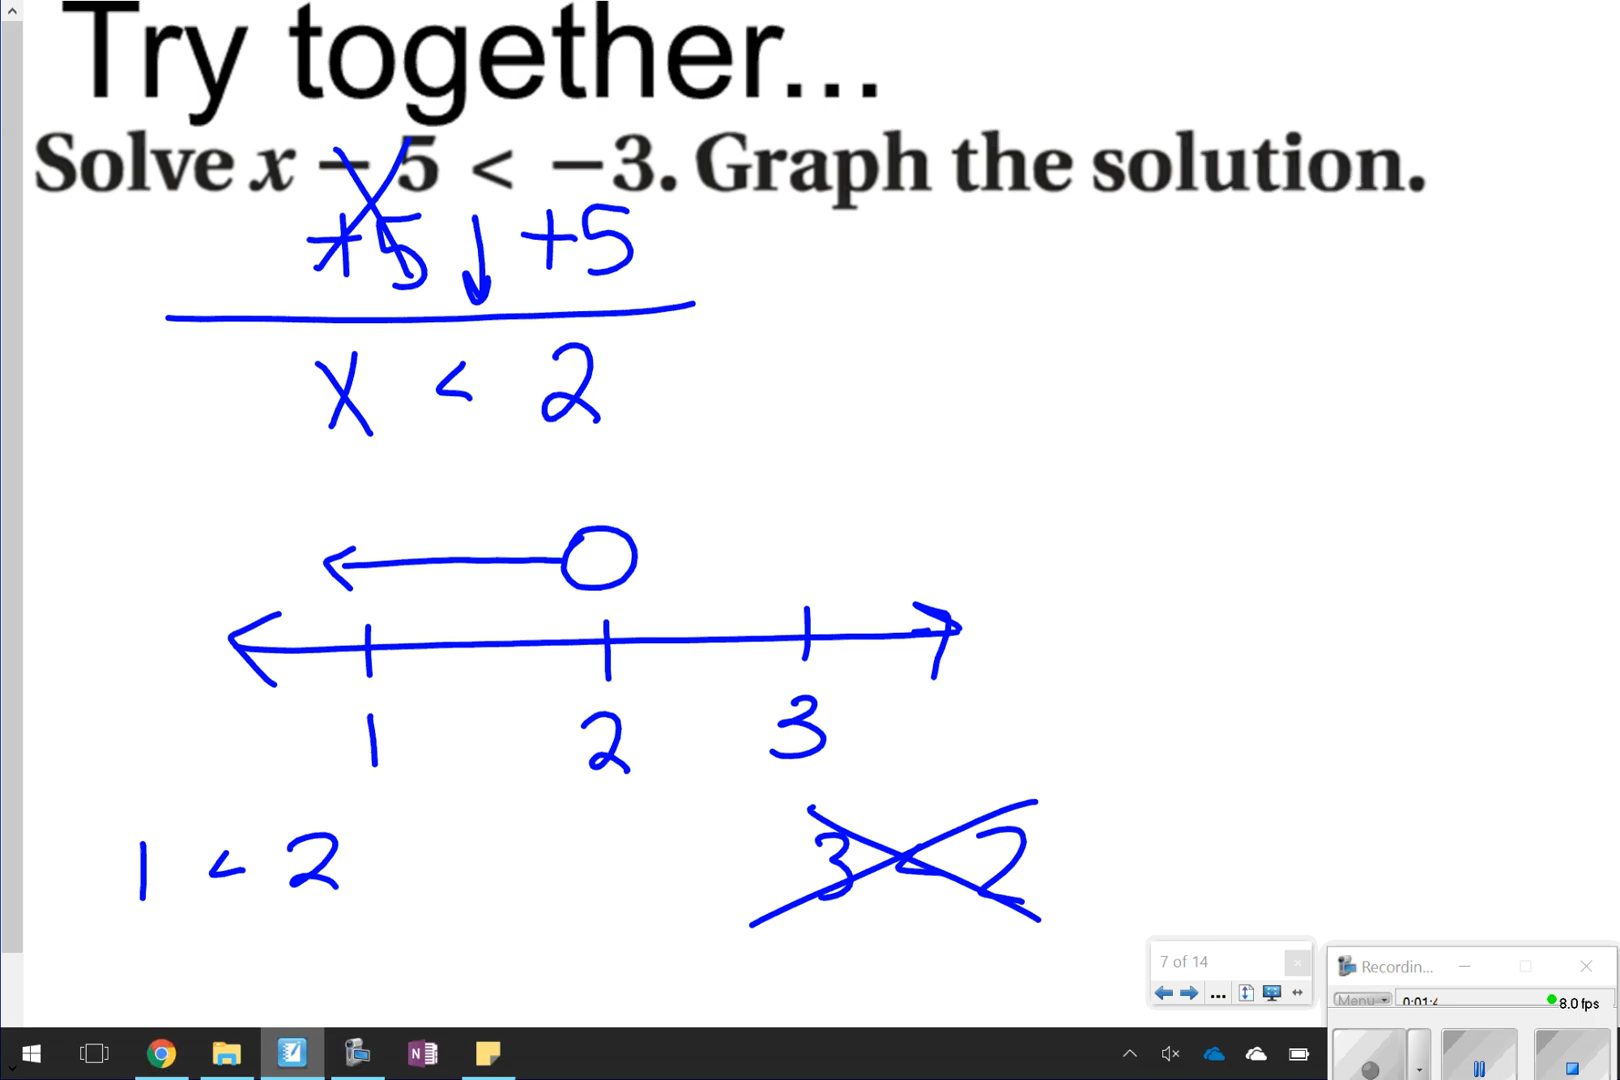 Try together...
Solve x − 5 < −3. Graph the solution.
+5 ↓ +5
x < 2
1 2 3
1 < 2
3 < 2
7 of 14
Recordin...
Menu
8.0 fps